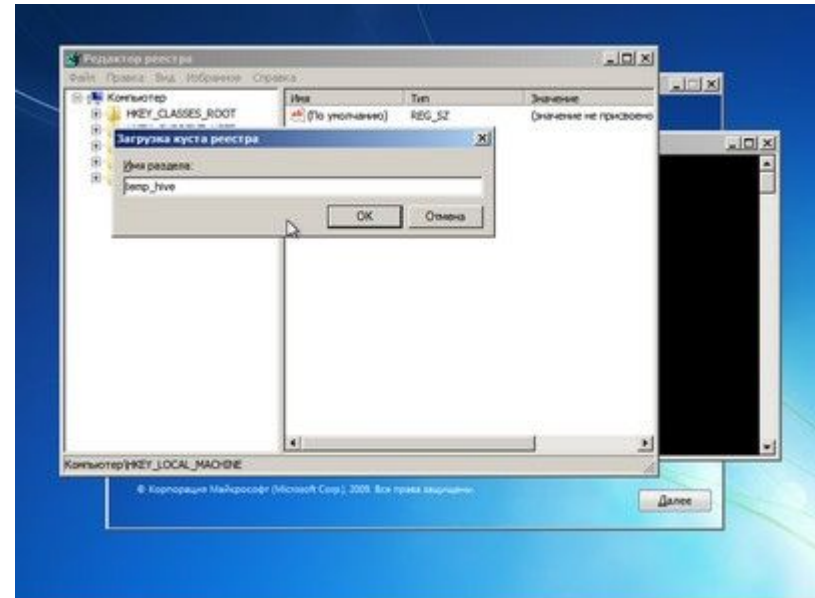 Редактор реестра
Файл Правка Вид Избранное Справка
Компьютер
HKEY_CLASSES_ROOT
Имя Тип Значение
(По умолчанию) REG_SZ (значение не присвоено
Загрузка куста реестра
Имя раздела:
temp_hive
OK Отмена
Компьютер\HKEY_LOCAL_MACHINE
© Корпорация Майкрософт (Microsoft Corp.), 2009. Все права защищены.
Далее